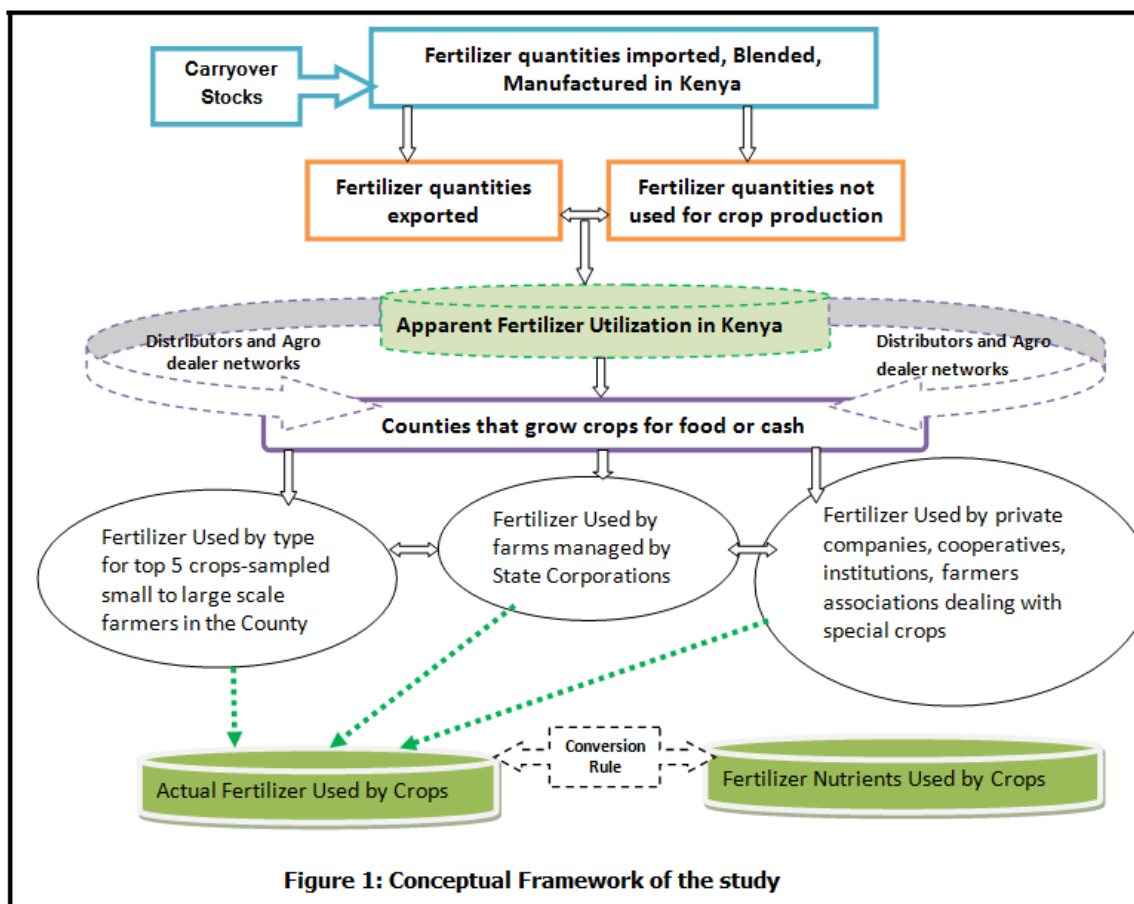 Carryover
Stocks
Fertilizer quantities imported, Blended,
Manufactured in Kenya
Fertilizer quantities
exported
Fertilizer quantities not
used for crop production
Apparent Fertilizer Utilization in Kenya
Distributors and Agro
dealer networks
Distributors and Agro
dealer networks
Counties that grow crops for food or cash
Fertilizer Used by type
for top 5 crops-sampled
small to large scale
farmers in the County
Fertilizer Used by
farms managed by
State Corporations
Fertilizer Used by private
companies, cooperatives,
institutions, farmers
associations dealing with
special crops
Conversion
Rule
Actual Fertilizer Used by Crops
Fertilizer Nutrients Used by Crops
Figure 1: Conceptual Framework of the study